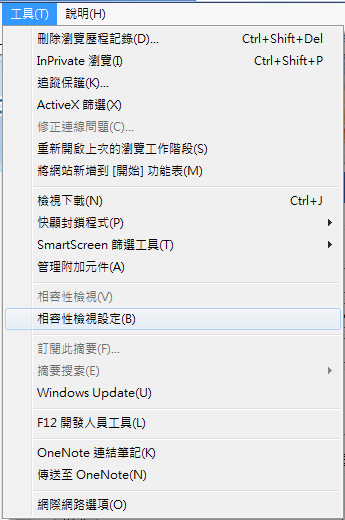 工具(T) 說明(H)
刪除瀏覽歷程記錄(D)... Ctrl+Shift+Del
InPrivate 瀏覽(I) Ctrl+Shift+P
追蹤保護(K)...
ActiveX 篩選(X)
修正連線問題(C)...
重新開啟上次的瀏覽工作階段(S)
將網站新增到 [開始] 功能表(M)
檢視下載(N) Ctrl+J
快顯封鎖程式(P)
SmartScreen 篩選工具(T)
管理附加元件(A)
相容性檢視(V)
相容性檢視設定(B)
訂閱此摘要(F)...
摘要搜索(E)
Windows Update(U)
F12 開發人員工具(L)
OneNote 連結筆記(K)
傳送至 OneNote(N)
網際網路選項(O)